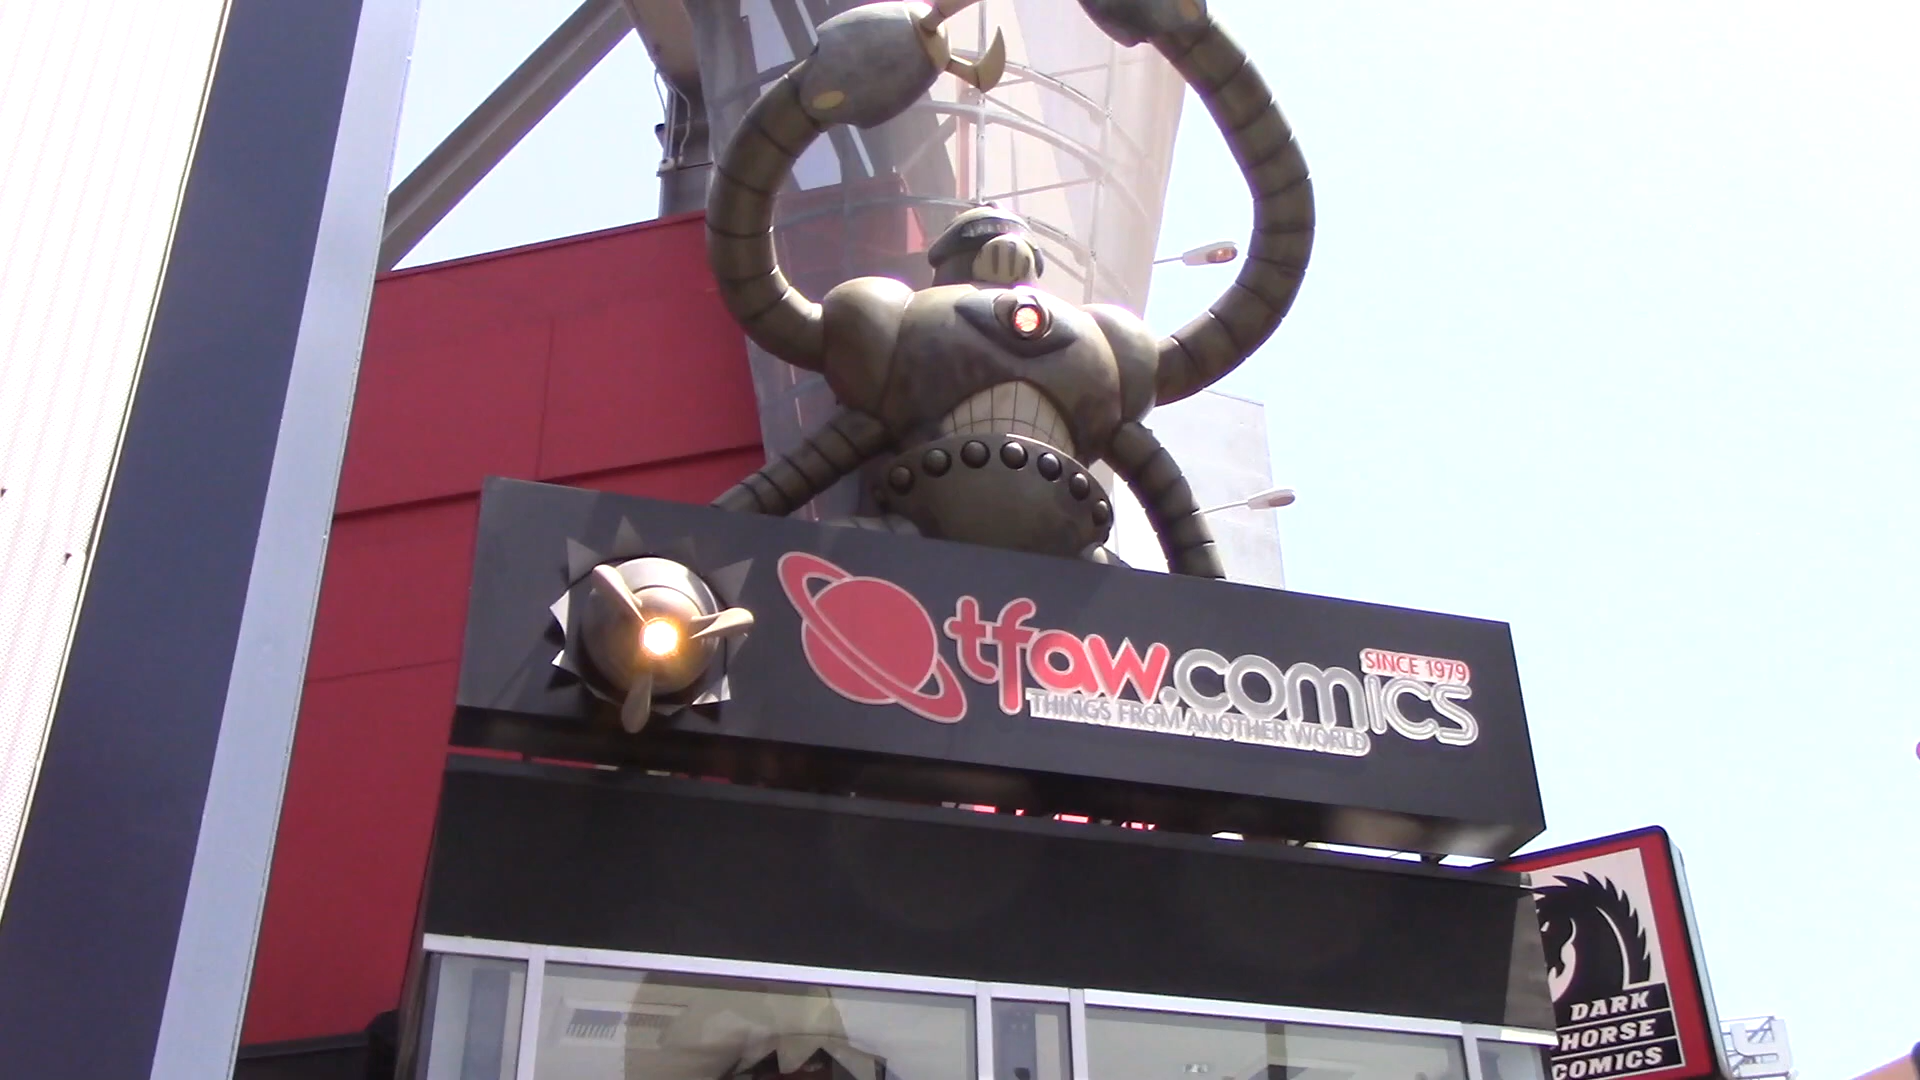 tfaw.comics
SINCE 1979
THINGS FROM ANOTHER WORLD
DARK
HORSE
COMICS